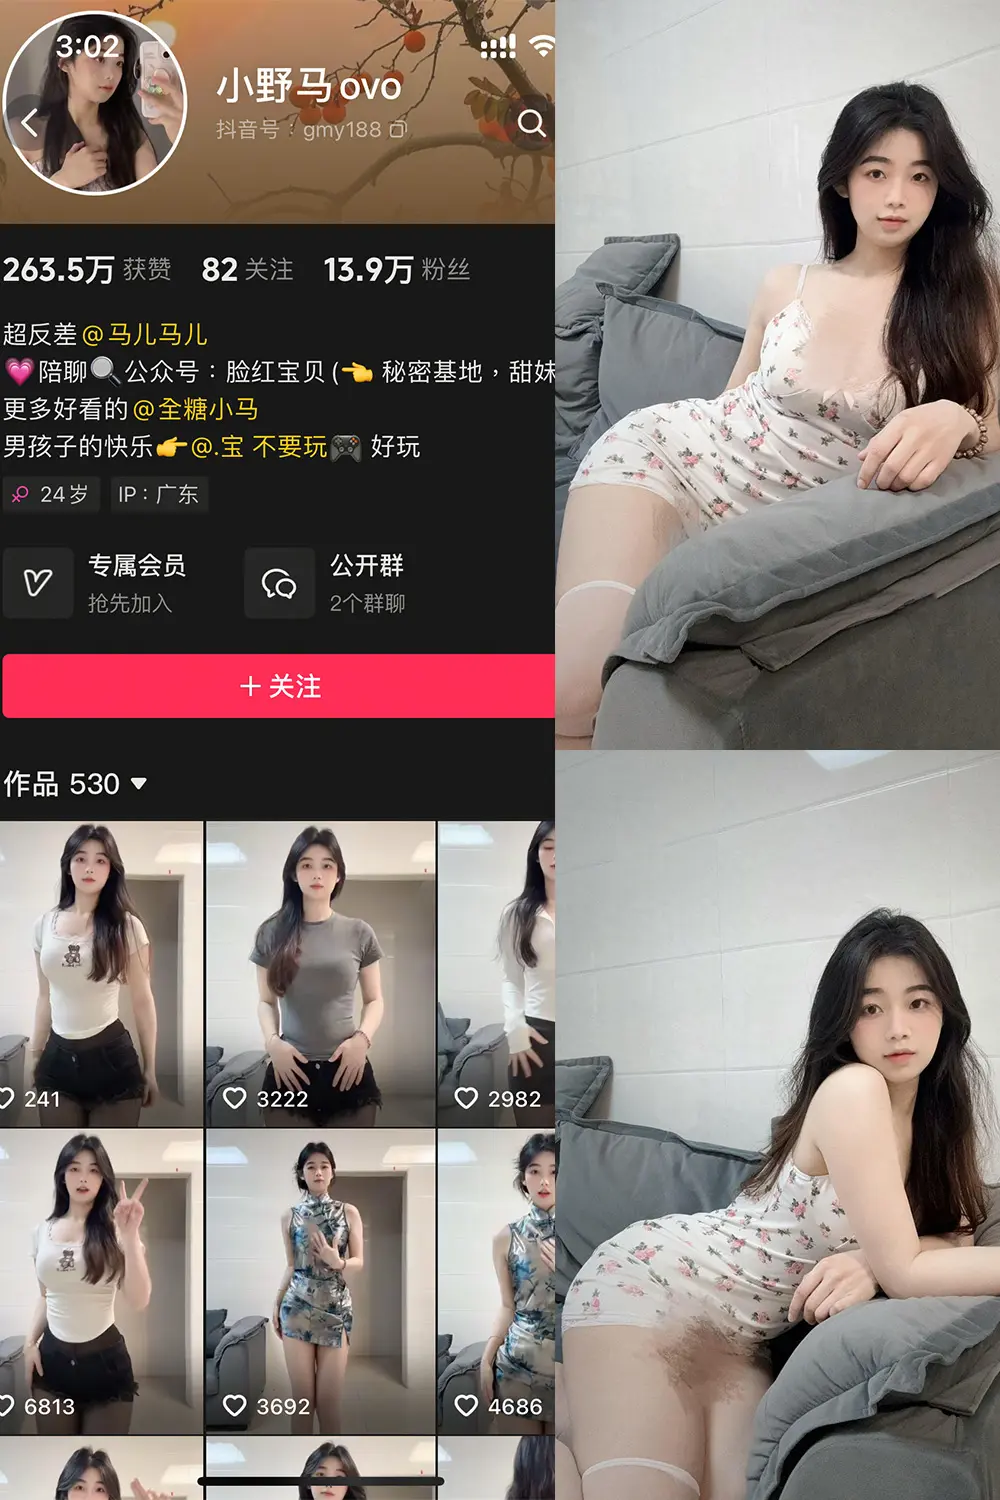 3:02
小野马ovo
抖音号：gmy188
263.5万 获赞 82 关注 13.9万 粉丝
超反差@马儿马儿
💗陪聊🔍公众号：脸红宝贝(👈 秘密基地，甜妹
更多好看的@全糖小马
男孩子的快乐👉@.宝 不要玩🎮 好玩
♀ 24岁 IP：广东
专属会员 公开群
抢先加入 2个群聊
＋关注
作品 530 ▼
241 3222 2982
6813 3692 4686